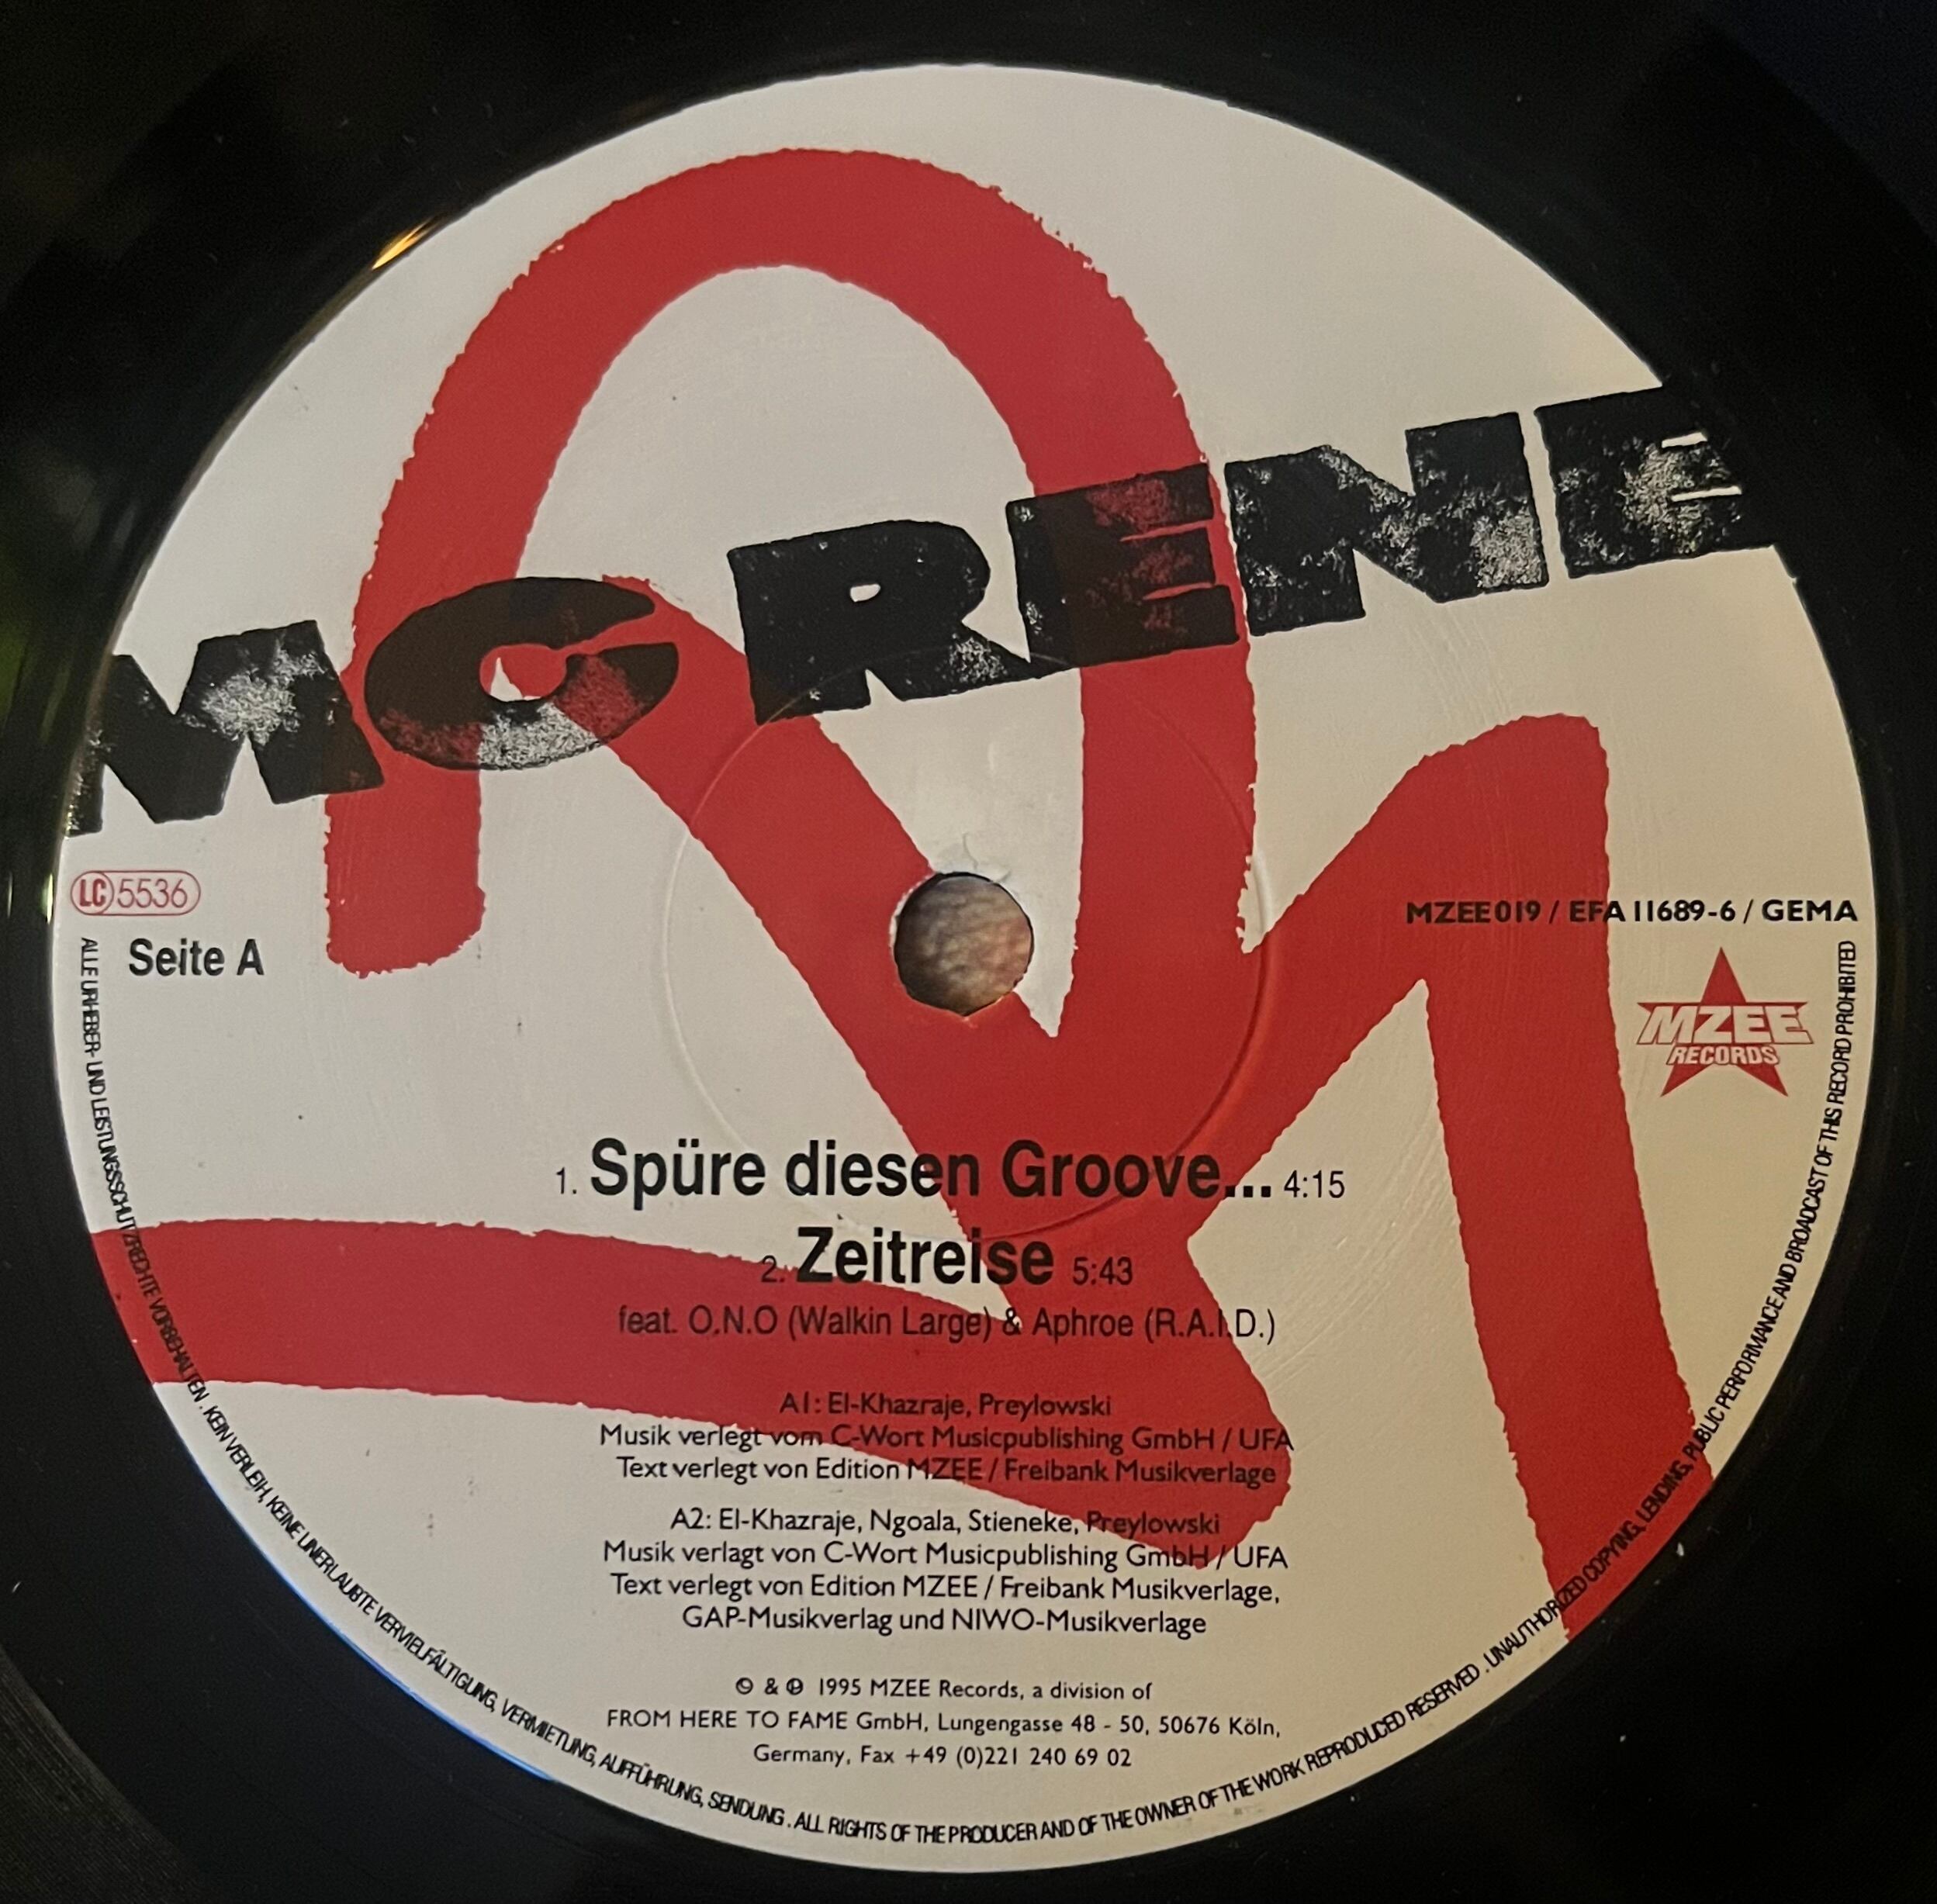 MC RENE
LC 5536
Seite A
MZEE 019 / EFA 11689-6 / GEMA
MZEE
RECORDS
1. Spüre diesen Groove... 4:15
2. Zeitreise 5:43
feat. O.N.O (Walkin Large) & Aphroe (R.A.I.D.)
A1: El-Khazraje, Preylowski
Musik verlegt vom C-Wort Musicpublishing GmbH / UFA
Text verlegt von Edition MZEE / Freibank Musikverlage
A2: El-Khazraje, Ngoala, Stieneke, Preylowski
Musik verlagt von C-Wort Musicpublishing GmbH / UFA
Text verlegt von Edition MZEE / Freibank Musikverlage,
GAP-Musikverlag und NIWO-Musikverlage
© & ℗ 1995 MZEE Records, a division of
FROM HERE TO FAME GmbH, Lungengasse 48 - 50, 50676 Köln,
Germany, Fax +49 (0)221 240 69 02
ALLE URHEBER- UND LEISTUNGSSCHUTZRECHTE VORBEHALTEN . KEIN VERLEIH, KEINE UNERLAUBTE VERVIELFÄLTIGUNG, VERMIETUNG, AUFFÜHRUNG, SENDUNG . ALL RIGHTS OF THE PRODUCER AND OF THE OWNER OF THE WORK REPRODUCED RESERVED . UNAUTHORIZED COPYING, LENDING, PUBLIC PERFORMANCE AND BROADCAST OF THIS RECORD PROHIBITED